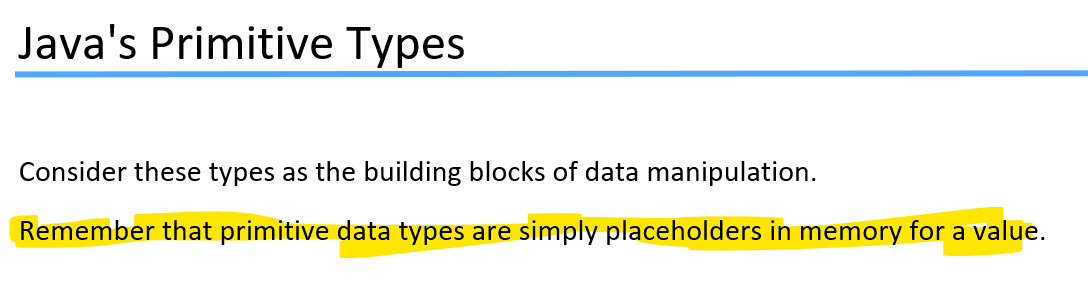 Java's Primitive Types
Consider these types as the building blocks of data manipulation.
Remember that primitive data types are simply placeholders in memory for a value.